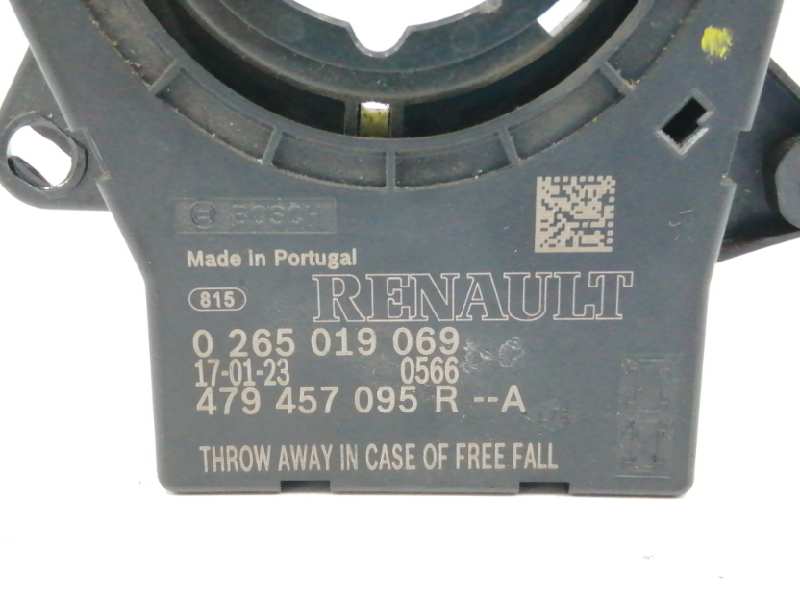 BOSCH
Made in Portugal
815 RENAULT
0 265 019 069
17-01-23 0566
479 457 095 R --A
THROW AWAY IN CASE OF FREE FALL